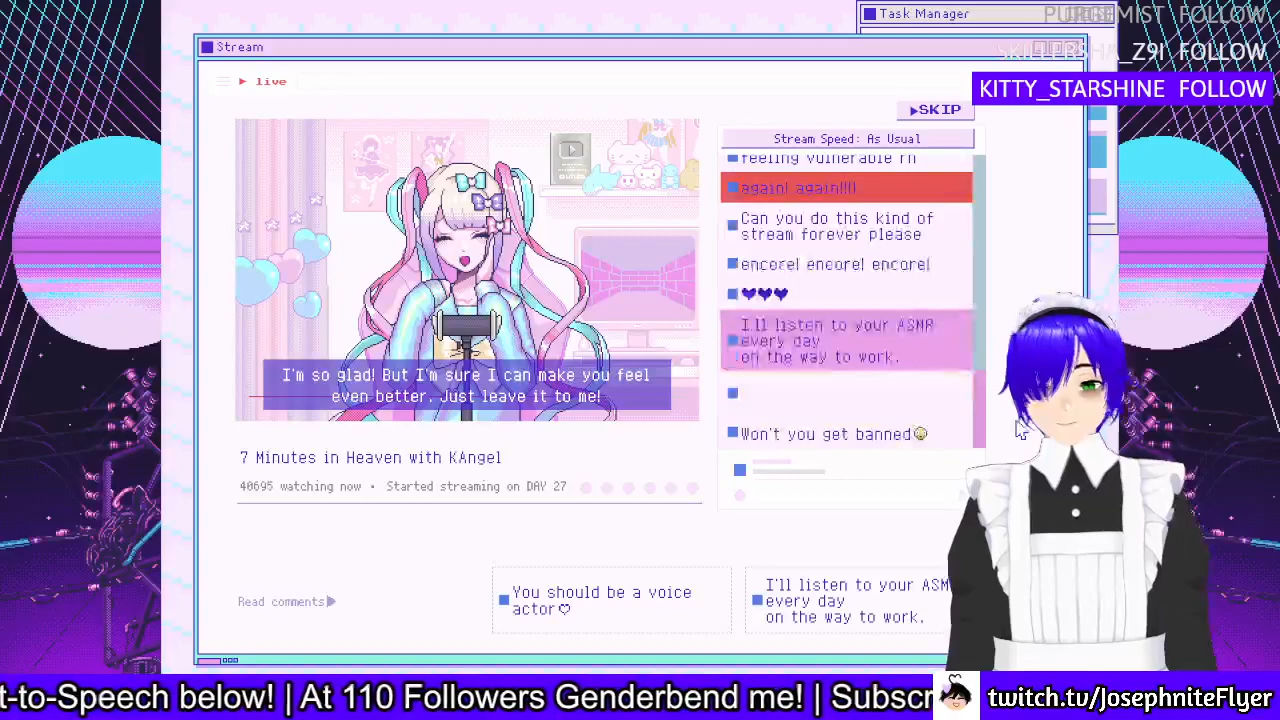 Task Manager
PURGEMIST FOLLOW
Stream
FOLLOW
live
KITTY_STARSHINE FOLLOW
▶SKIP
Stream Speed: As Usual
feeling vulnerable rn
again! again!!!()
Can you do this kind of
stream forever please
encore! encore! encore!
♥♥♥
I'll listen to your ASMR
every day
on the way to work.
Won't you get banned
I'm so glad! But I'm sure I can make you feel
even better. Just leave it to me!
7 Minutes in Heaven with KAngel
40695 watching now • Started streaming on DAY 27
Read comments▶
You should be a voice
actor♡
I'll listen to your ASM
every day
on the way to work.
t-to-Speech below! | At 110 Followers Genderbend me! | Subscr
twitch.tv/JosephniteFlyer